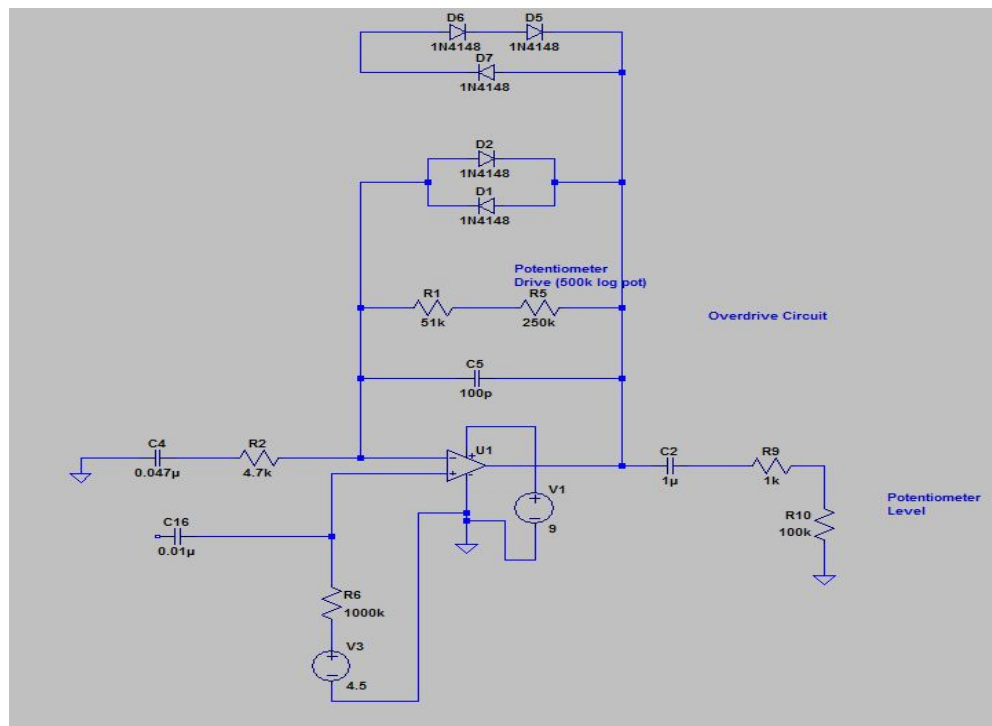 D6
D5
1N4148
1N4148
D7
1N4148
D2
1N4148
D1
1N4148
Potentiometer
Drive (500k log pot)
R1
R5
51k
250k
Overdrive Circuit
C5
100p
C4
R2
0.047µ
4.7k
U1
C2
R9
1µ
1k
V1
9
R10
100k
Potentiometer
Level
C16
0.01µ
R6
1000k
V3
4.5